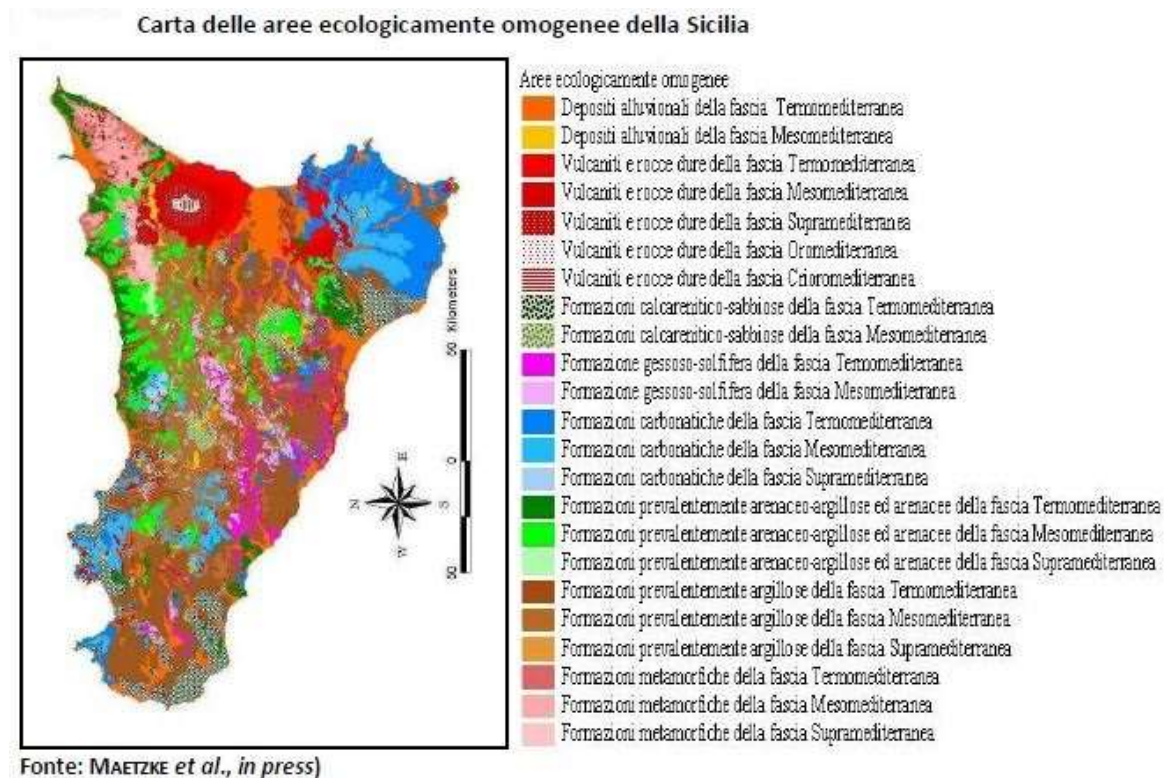 Carta delle aree ecologicamente omogenee della Sicilia
Aree ecologicamente omogenee
Depositi alluvionali della fascia Termomediterranea
Depositi alluvionali della fascia Mesomediterranea
Vulcaniti e rocce dure della fascia Termomediterranea
Vulcaniti e rocce dure della fascia Mesomediterranea
Vulcaniti e rocce dure della fascia Supramediterranea
Vulcaniti e rocce dure della fascia Oromediterranea
Vulcaniti e rocce dure della fascia Crioromediterranea
Formazioni calcarenitico-sabbiose della fascia Termomediterranea
Formazioni calcarenitico-sabbiose della fascia Mesomediterranea
Formazione gessoso-solfifera della fascia Termomediterranea
Formazione gessoso-solfifera della fascia Mesomediterranea
Formazioni carbonatiche della fascia Termomediterranea
Formazioni carbonatiche della fascia Mesomediterranea
Formazioni carbonatiche della fascia Supramediterranea
Formazioni prevalentemente arenaceo-argillose ed arenacee della fascia Termomediterranea
Formazioni prevalentemente arenaceo-argillose ed arenacee della fascia Mesomediterranea
Formazioni prevalentemente arenaceo-argillose ed arenacee della fascia Supramediterranea
Formazioni prevalentemente argillose della fascia Termomediterranea
Formazioni prevalentemente argillose della fascia Mesomediterranea
Formazioni prevalentemente argillose della fascia Supramediterranea
Formazioni metamorfiche della fascia Termomediterranea
Formazioni metamorfiche della fascia Mesomediterranea
Formazioni metamorfiche della fascia Supramediterranea
50 0 50 Kilometers
N
E
S
W
Fonte: MAETZKE et al., in press)